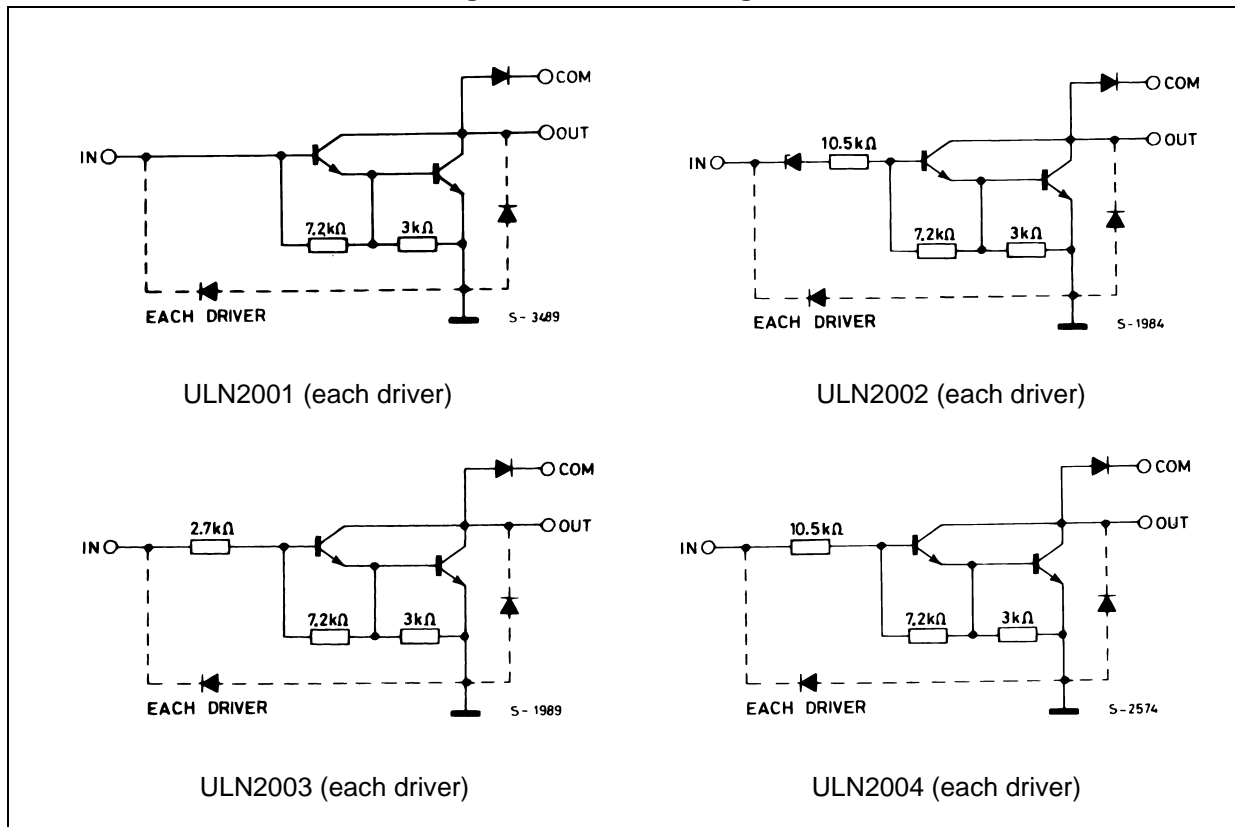 COM
OUT
IN
7.2kΩ
3kΩ
EACH DRIVER
S- 3489
ULN2001 (each driver)
COM
OUT
IN
10.5kΩ
7.2kΩ
3kΩ
EACH DRIVER
S-1984
ULN2002 (each driver)
COM
OUT
2.7kΩ
IN
7.2kΩ
3kΩ
EACH DRIVER
S-1989
ULN2003 (each driver)
COM
OUT
10.5kΩ
IN
7.2kΩ
3kΩ
EACH DRIVER
S-2574
ULN2004 (each driver)